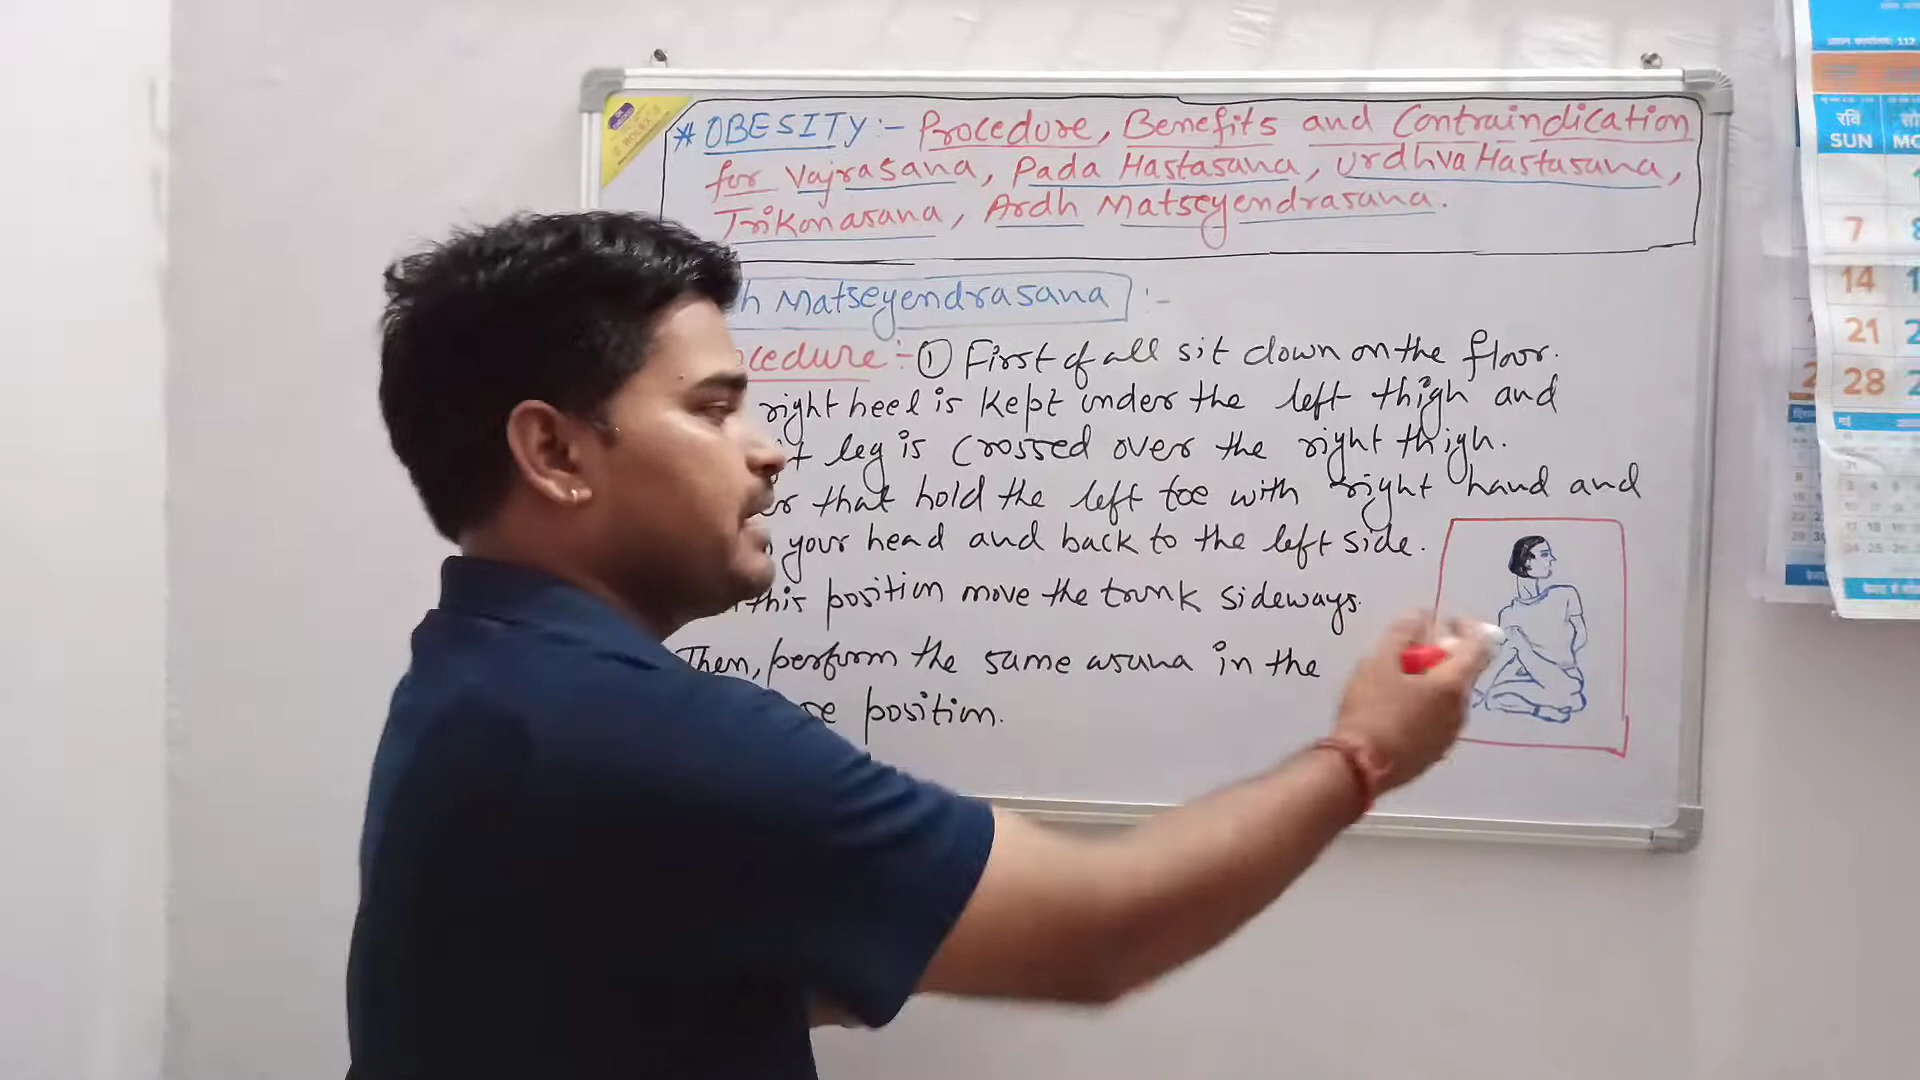 * OBESITY :- Procedure, Benefits and Contraindication
for Vajrasana, Pada Hastasana, Urdhva Hastasana,
Trikonasana, Ardh Matseyendrasana.
h Matseyendrasana :-
ocedure :- ① First of all sit down on the floor.
right heel is kept under the left thigh and
t leg is crossed over the right thigh.
r that hold the left toe with right hand and
your head and back to the left side.
this position move the trunk sideways.
Then, perform the same asana in the
se position.
रवि
SUN
7
14
21
28
मई